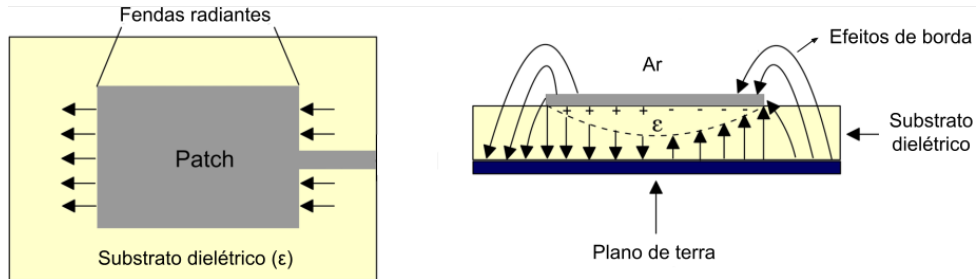 Fendas radiantes
Patch
Substrato dielétrico (ε)
Efeitos de borda
Ar
+ + + + - - - -
ε
Substrato
dielétrico
Plano de terra